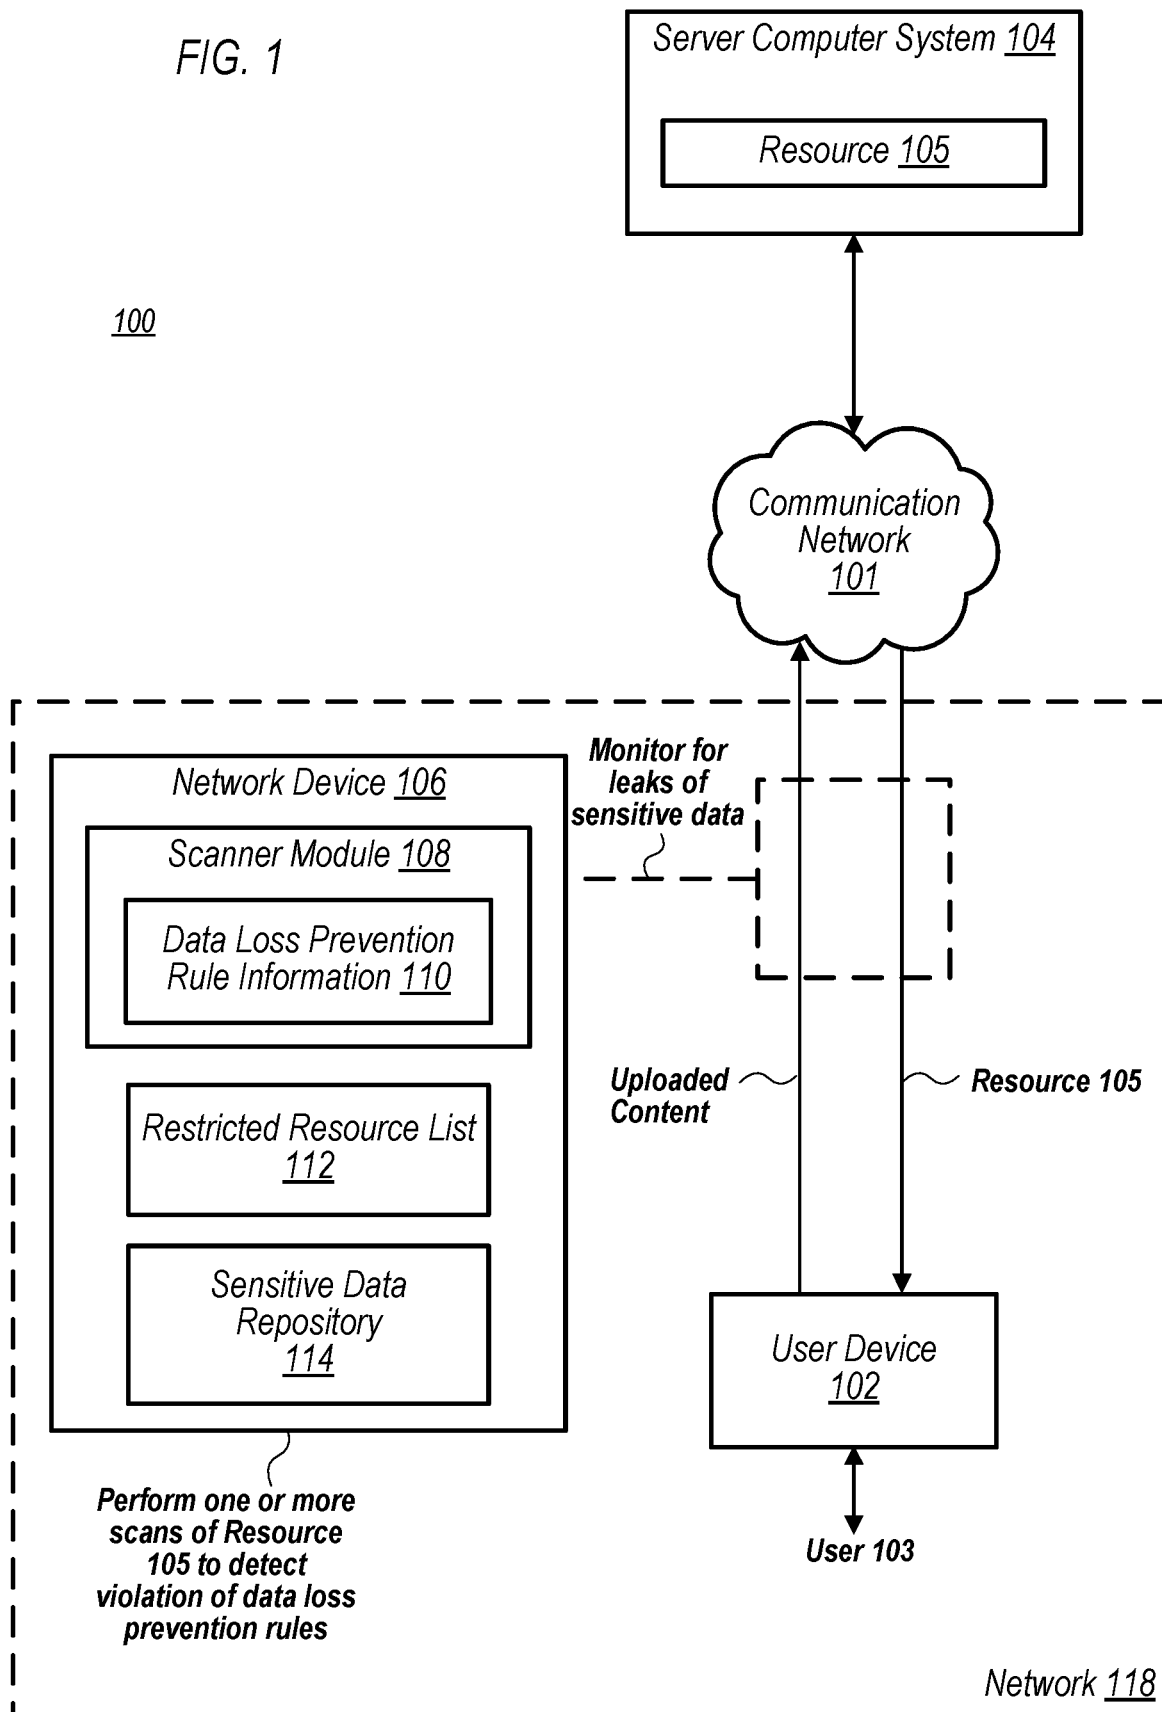 FIG. 1
Server Computer System 104
Resource 105
100
Communication
Network
101
Monitor for
leaks of
sensitive data
Network Device 106
Scanner Module 108
Data Loss Prevention
Rule Information 110
Uploaded
Content
Resource 105
Restricted Resource List
112
Sensitive Data
Repository
114
User Device
102
Perform one or more
scans of Resource
105 to detect
violation of data loss
prevention rules
User 103
Network 118